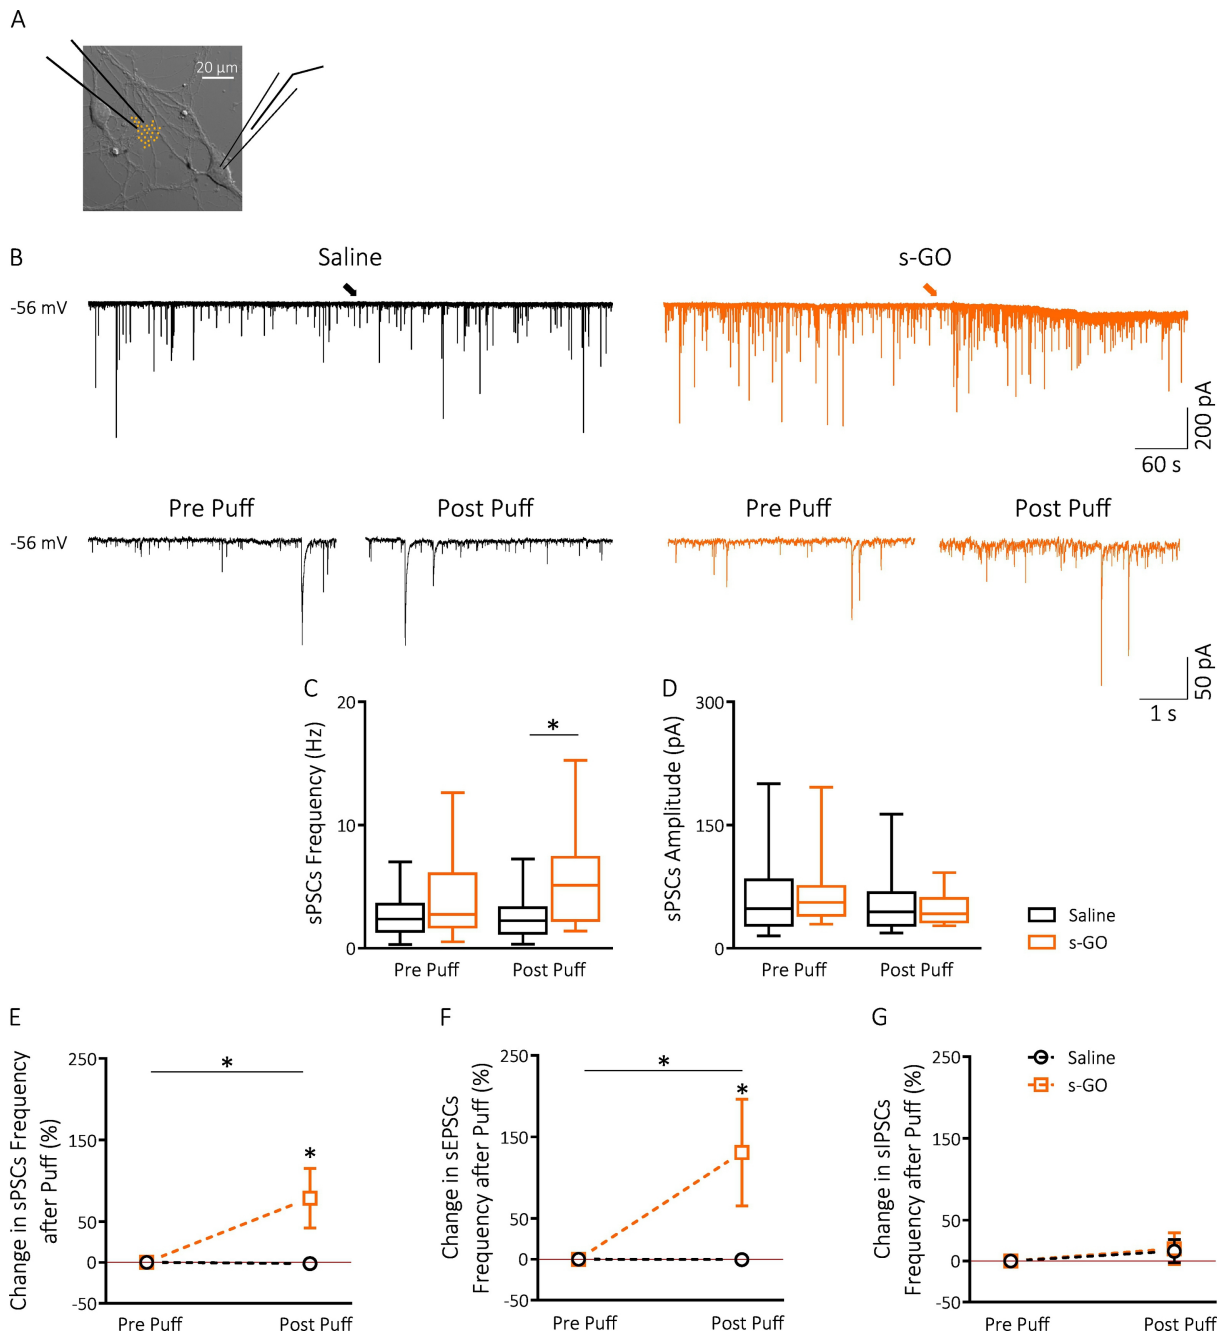 A
20 µm
B
Saline
s-GO
-56 mV
200 pA
60 s
Pre Puff
Post Puff
Pre Puff
Post Puff
-56 mV
50 pA
1 s
C
sPSCs Frequency (Hz)
20
10
0
*
Pre Puff
Post Puff
D
sPSCs Amplitude (pA)
300
150
0
Pre Puff
Post Puff
Saline
s-GO
E
Change in sPSCs Frequency
after Puff (%)
250
150
50
0
-50
*
*
Pre Puff
Post Puff
F
Change in sEPSCs
Frequency after Puff (%)
250
150
50
0
-50
*
*
Pre Puff
Post Puff
G
Change in sIPSCs
Frequency after Puff (%)
250
150
50
0
-50
Saline
s-GO
Pre Puff
Post Puff